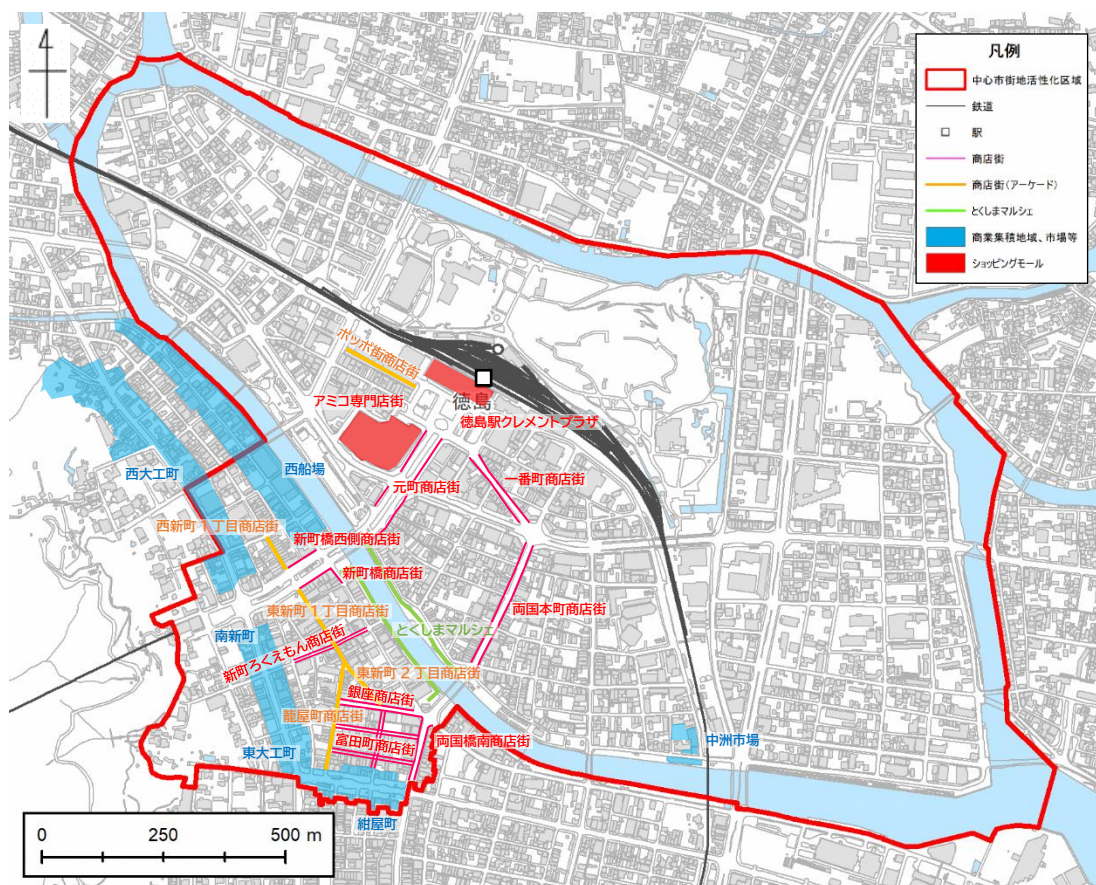 4
凡例
中心市街地活性化区域
鉄道
駅
商店街
商店街(アーケード)
とくしまマルシェ
商業集積地域、市場等
ショッピングモール
ポッポ街商店街
徳島
アミコ専門店街
徳島駅クレメントプラザ
西大工町
西船場
元町商店街
一番町商店街
西新町1丁目商店街
新町橋西側商店街
新町橋商店街
東新町1丁目商店街
両国本町商店街
とくしまマルシェ
南新町
新町ろくえもん商店街
東新町2丁目商店街
銀座商店街
籠屋町商店街
富田町商店街
両国橋南商店街
中洲市場
東大工町
紺屋町
0 250 500 m